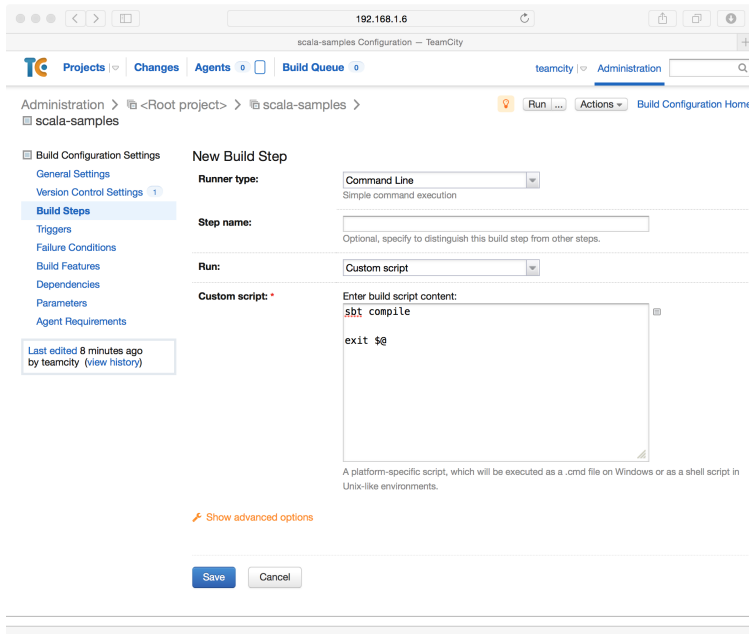 192.168.1.6
scala-samples Configuration — TeamCity
TC Projects Changes Agents 0 Build Queue 0 teamcity Administration
Administration > <Root project> > scala-samples > Run ... Actions Build Configuration Home
scala-samples
Build Configuration Settings
General Settings
Version Control Settings 1
Build Steps
Triggers
Failure Conditions
Build Features
Dependencies
Parameters
Agent Requirements
Last edited 8 minutes ago
by teamcity (view history)
New Build Step
Runner type: Command Line
Simple command execution
Step name:
Optional, specify to distinguish this build step from other steps.
Run: Custom script
Custom script: * Enter build script content:
sbt compile
exit $@
A platform-specific script, which will be executed as a .cmd file on Windows or as a shell script in
Unix-like environments.
Show advanced options
Save Cancel